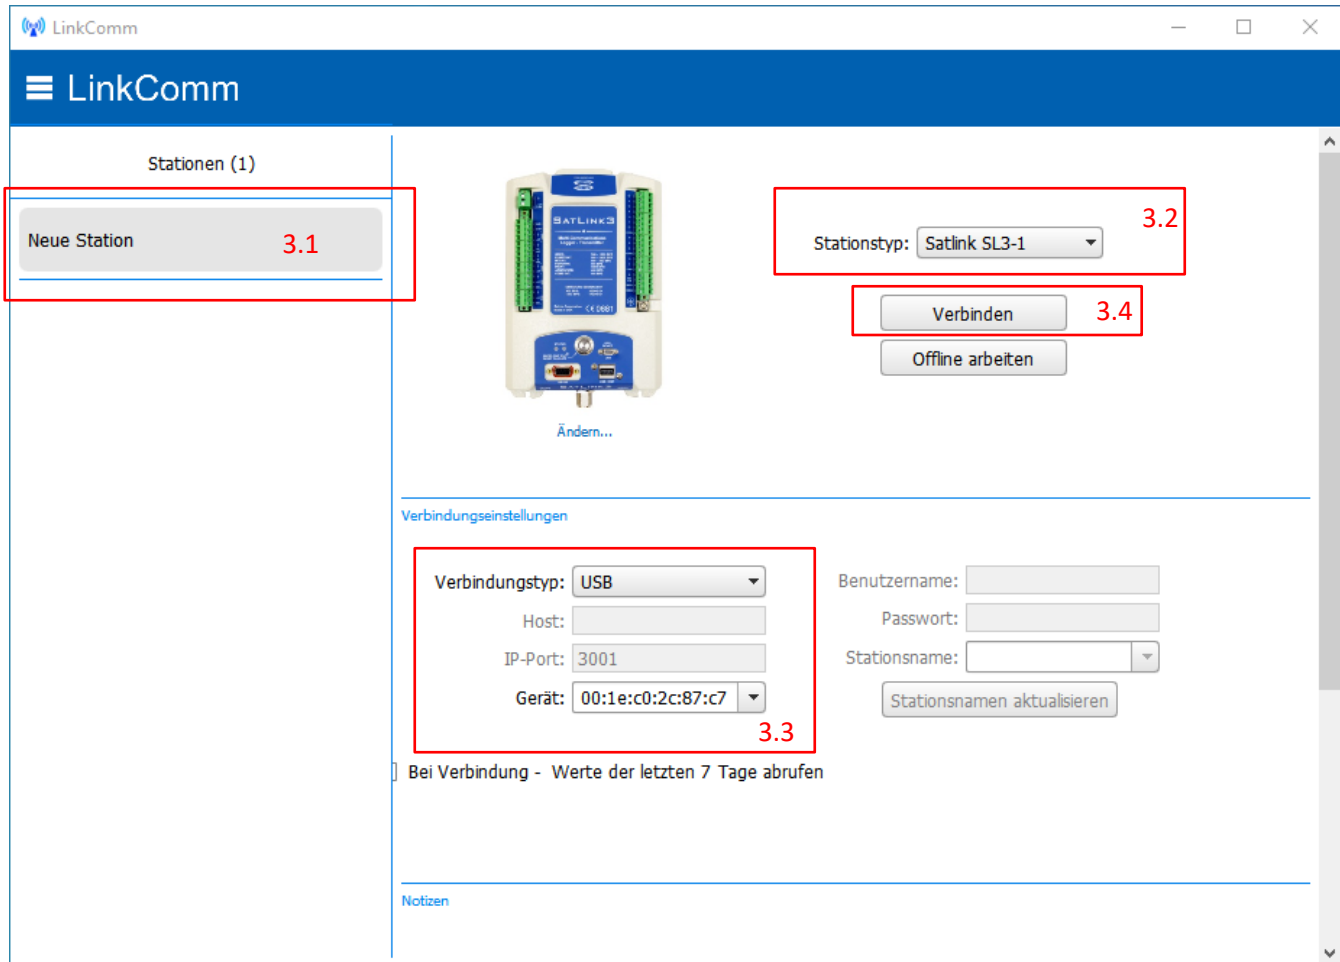 LinkComm
LinkComm
Stationen (1)
Neue Station
3.1
SATLINK3
Stationstyp: Satlink SL3-1
3.2
Verbinden
3.4
Offline arbeiten
Ändern...
Verbindungseinstellungen
Verbindungstyp: USB
Host:
IP-Port: 3001
Gerät: 00:1e:c0:2c:87:c7
3.3
Benutzername:
Passwort:
Stationsname:
Stationsnamen aktualisieren
Bei Verbindung - Werte der letzten 7 Tage abrufen
Notizen